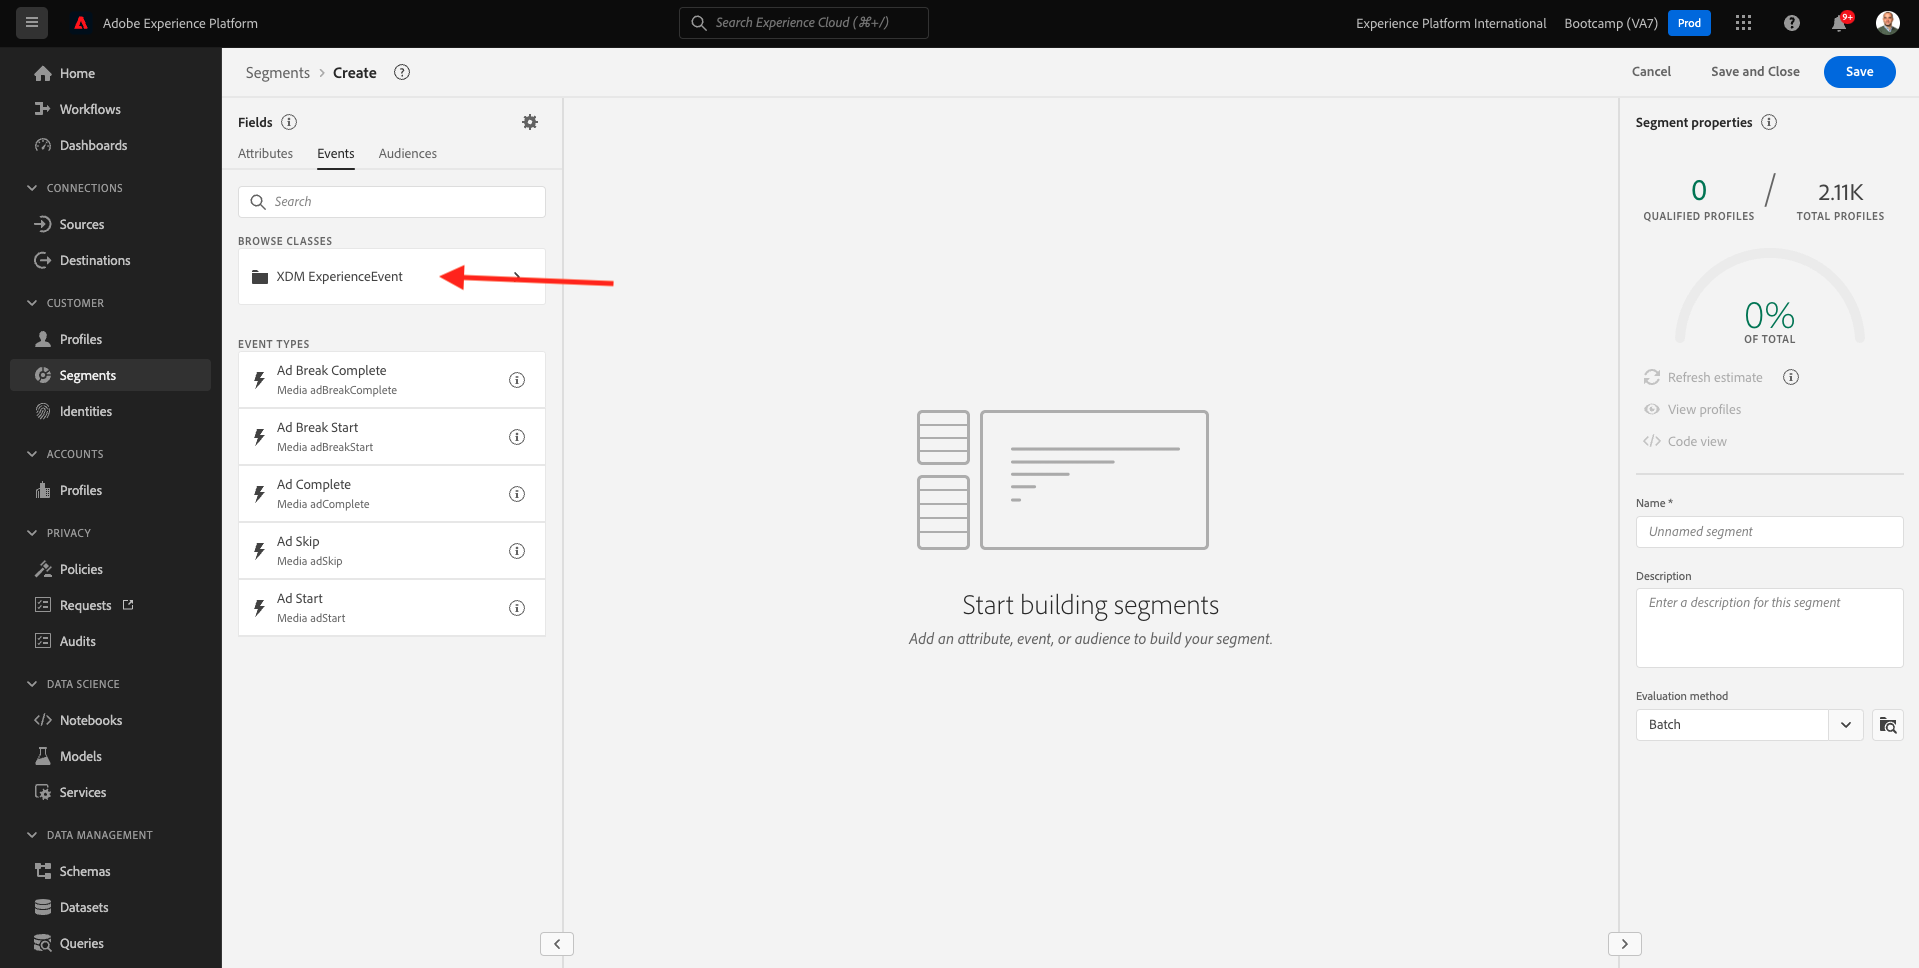 Adobe Experience Platform
Search Experience Cloud (⌘+/)
Experience Platform International
Bootcamp (VA7)
Prod
9+
Home
Workflows
Dashboards
CONNECTIONS
Sources
Destinations
CUSTOMER
Profiles
Segments
Identities
ACCOUNTS
Profiles
PRIVACY
Policies
Requests
Audits
DATA SCIENCE
Notebooks
Models
Services
DATA MANAGEMENT
Schemas
Datasets
Queries
Segments > Create
Cancel
Save and Close
Save
Fields
Attributes
Events
Audiences
Search
BROWSE CLASSES
XDM ExperienceEvent
EVENT TYPES
Ad Break Complete
Media adBreakComplete
Ad Break Start
Media adBreakStart
Ad Complete
Media adComplete
Ad Skip
Media adSkip
Ad Start
Media adStart
Start building segments
Add an attribute, event, or audience to build your segment.
Segment properties
0 / 2.11K
QUALIFIED PROFILES
TOTAL PROFILES
0%
OF TOTAL
Refresh estimate
View profiles
Code view
Name *
Unnamed segment
Description
Enter a description for this segment
Evaluation method
Batch